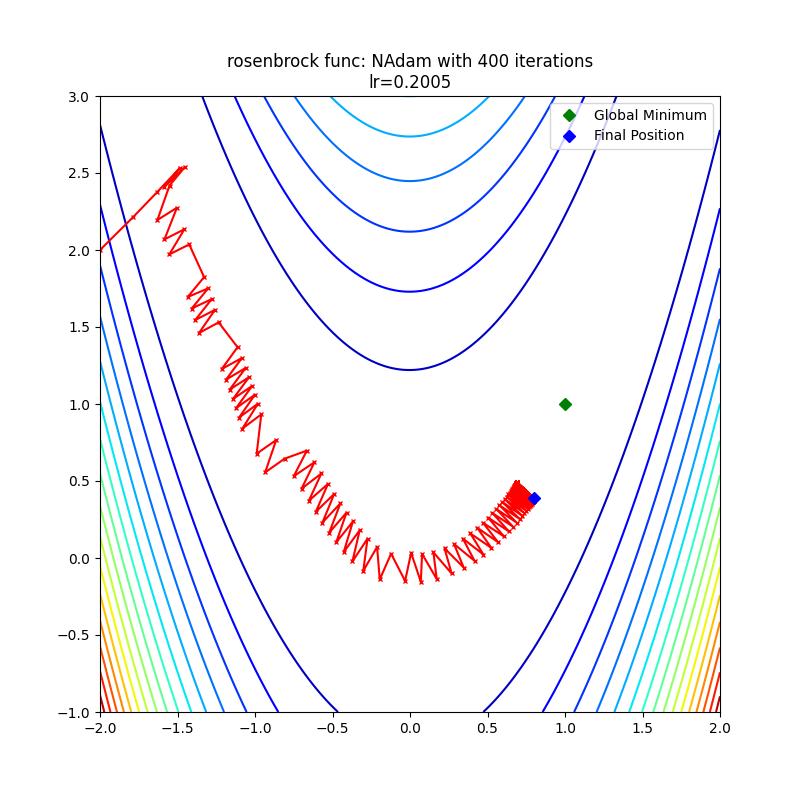 rosenbrock func: NAdam with 400 iterations
lr=0.2005
Global Minimum
Final Position
3.0
2.5
2.0
1.5
1.0
0.5
0.0
−0.5
−1.0
−2.0 −1.5 −1.0 −0.5 0.0 0.5 1.0 1.5 2.0